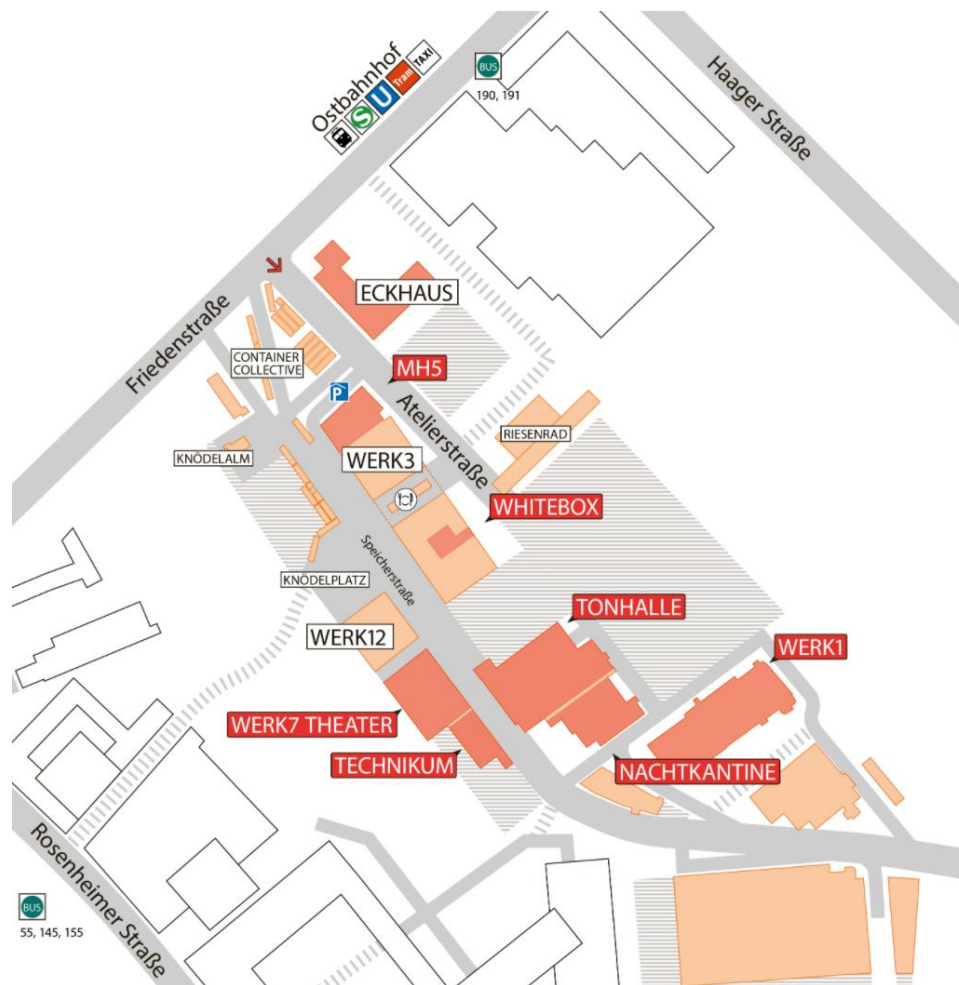 Ostbahnhof
S
U
Tram
TAXI
BUS
190, 191
Haager Straße
Friedenstraße
ECKHAUS
CONTAINER
COLLECTIVE
MH5
P
Atelierstraße
RIESENRAD
KNÖDELALM
WERK3
WHITEBOX
Speicherstraße
KNÖDELPLATZ
TONHALLE
WERK12
WERK1
WERK7 THEATER
TECHNIKUM
NACHTKANTINE
Rosenheimer Straße
BUS
55, 145, 155